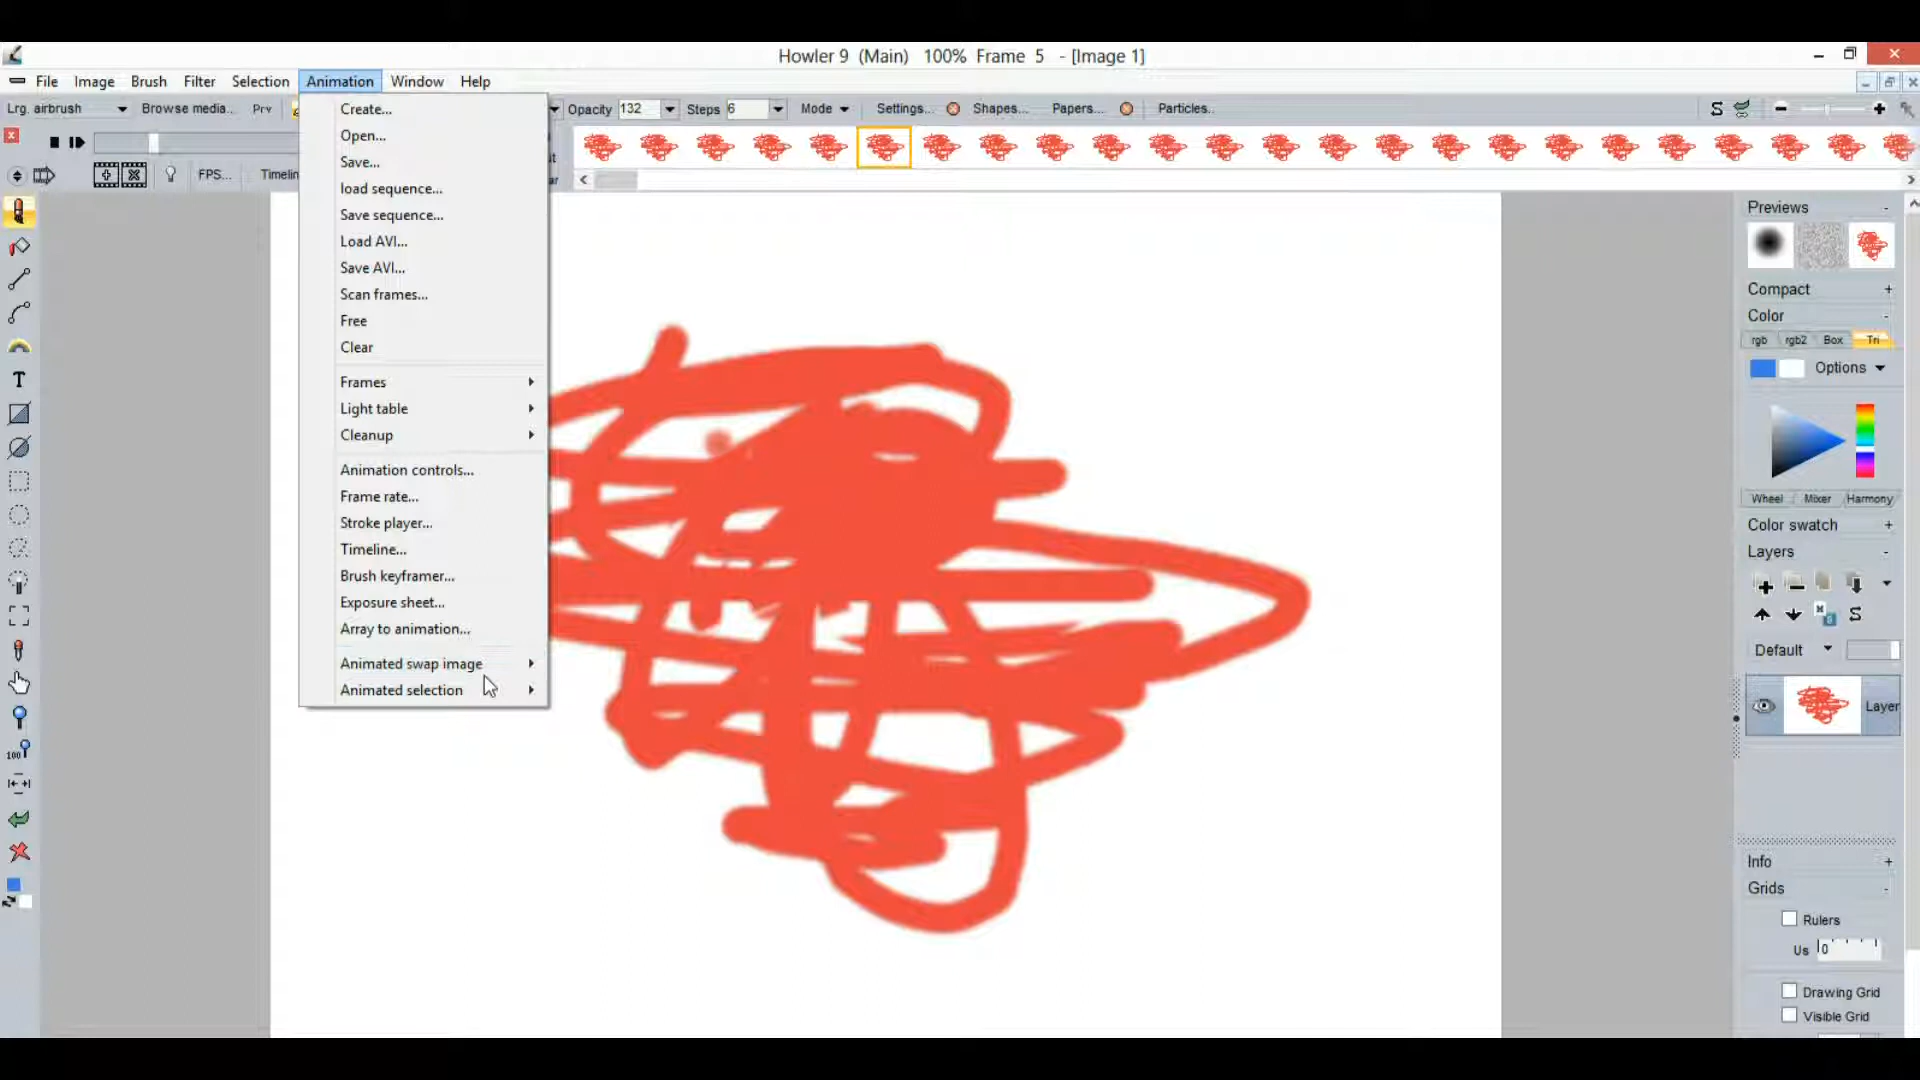 Howler 9 (Main) 100% Frame 5 - [Image 1]
File Image Brush Filter Selection Animation Window Help
Lrg. airbrush Browse media.. Prv Opacity 132 Steps 6 Mode Settings... Shapes... Papers... Particles..
FPS... Timelin
Create...
Open...
Save...
load sequence...
Save sequence...
Load AVI...
Save AVI...
Scan frames...
Free
Clear
Frames
Light table
Cleanup
Animation controls...
Frame rate...
Stroke player...
Timeline...
Brush keyframer...
Exposure sheet...
Array to animation...
Animated swap image
Animated selection
T
100
Previews -
Compact +
Color -
rgb rgb2 Box Tri
Options
Wheel Mixer Harmony
Color swatch +
Layers -
Default
Layer
Info +
Grids -
Rulers
Us 0
Drawing Grid
Visible Grid